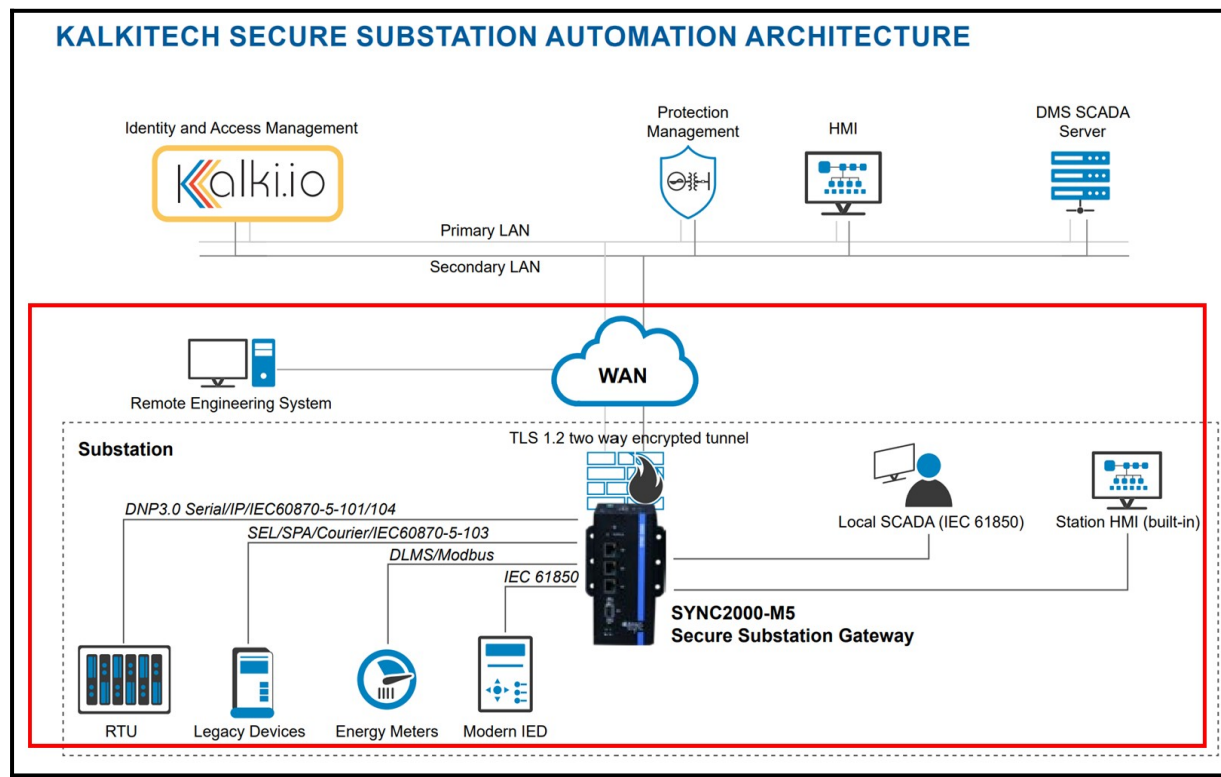 KALKITECH SECURE SUBSTATION AUTOMATION ARCHITECTURE
Identity and Access Management
Kalki.io
Protection
Management
HMI
DMS SCADA
Server
Primary LAN
Secondary LAN
WAN
Remote Engineering System
TLS 1.2 two way encrypted tunnel
Substation
DNP3.0 Serial/IP/IEC60870-5-101/104
SEL/SPA/Courier/IEC60870-5-103
DLMS/Modbus
IEC 61850
Local SCADA (IEC 61850)
Station HMI (built-in)
SYNC2000-M5
Secure Substation Gateway
RTU
Legacy Devices
Energy Meters
Modern IED